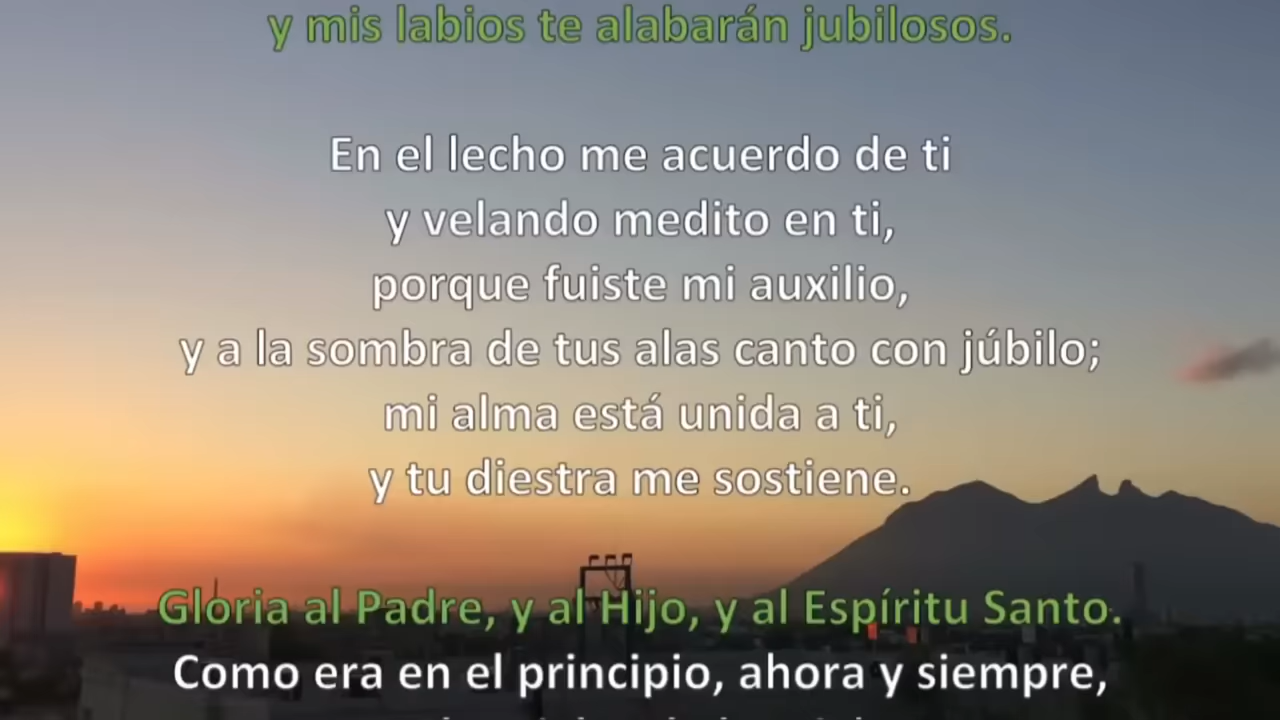 y mis labios te alabarán jubilosos.
En el lecho me acuerdo de ti
y velando medito en ti,
porque fuiste mi auxilio,
y a la sombra de tus alas canto con júbilo;
mi alma está unida a ti,
y tu diestra me sostiene.
Gloria al Padre, y al Hijo, y al Espíritu Santo.
Como era en el principio, ahora y siempre,